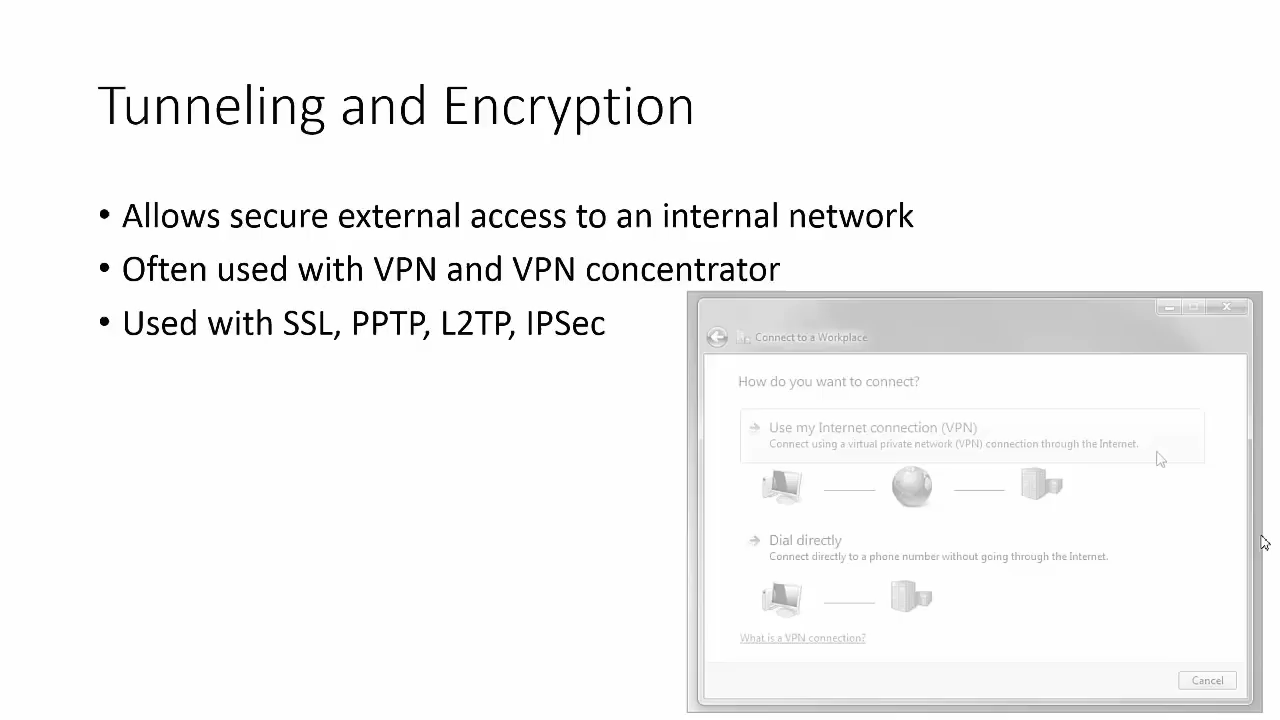 Tunneling and Encryption
• Allows secure external access to an internal network
• Often used with VPN and VPN concentrator
• Used with SSL, PPTP, L2TP, IPSec
Connect to a Workplace
How do you want to connect?
Use my Internet connection (VPN)
Connect using a virtual private network (VPN) connection through the Internet.
Dial directly
Connect directly to a phone number without going through the Internet.
What is a VPN connection?
Cancel